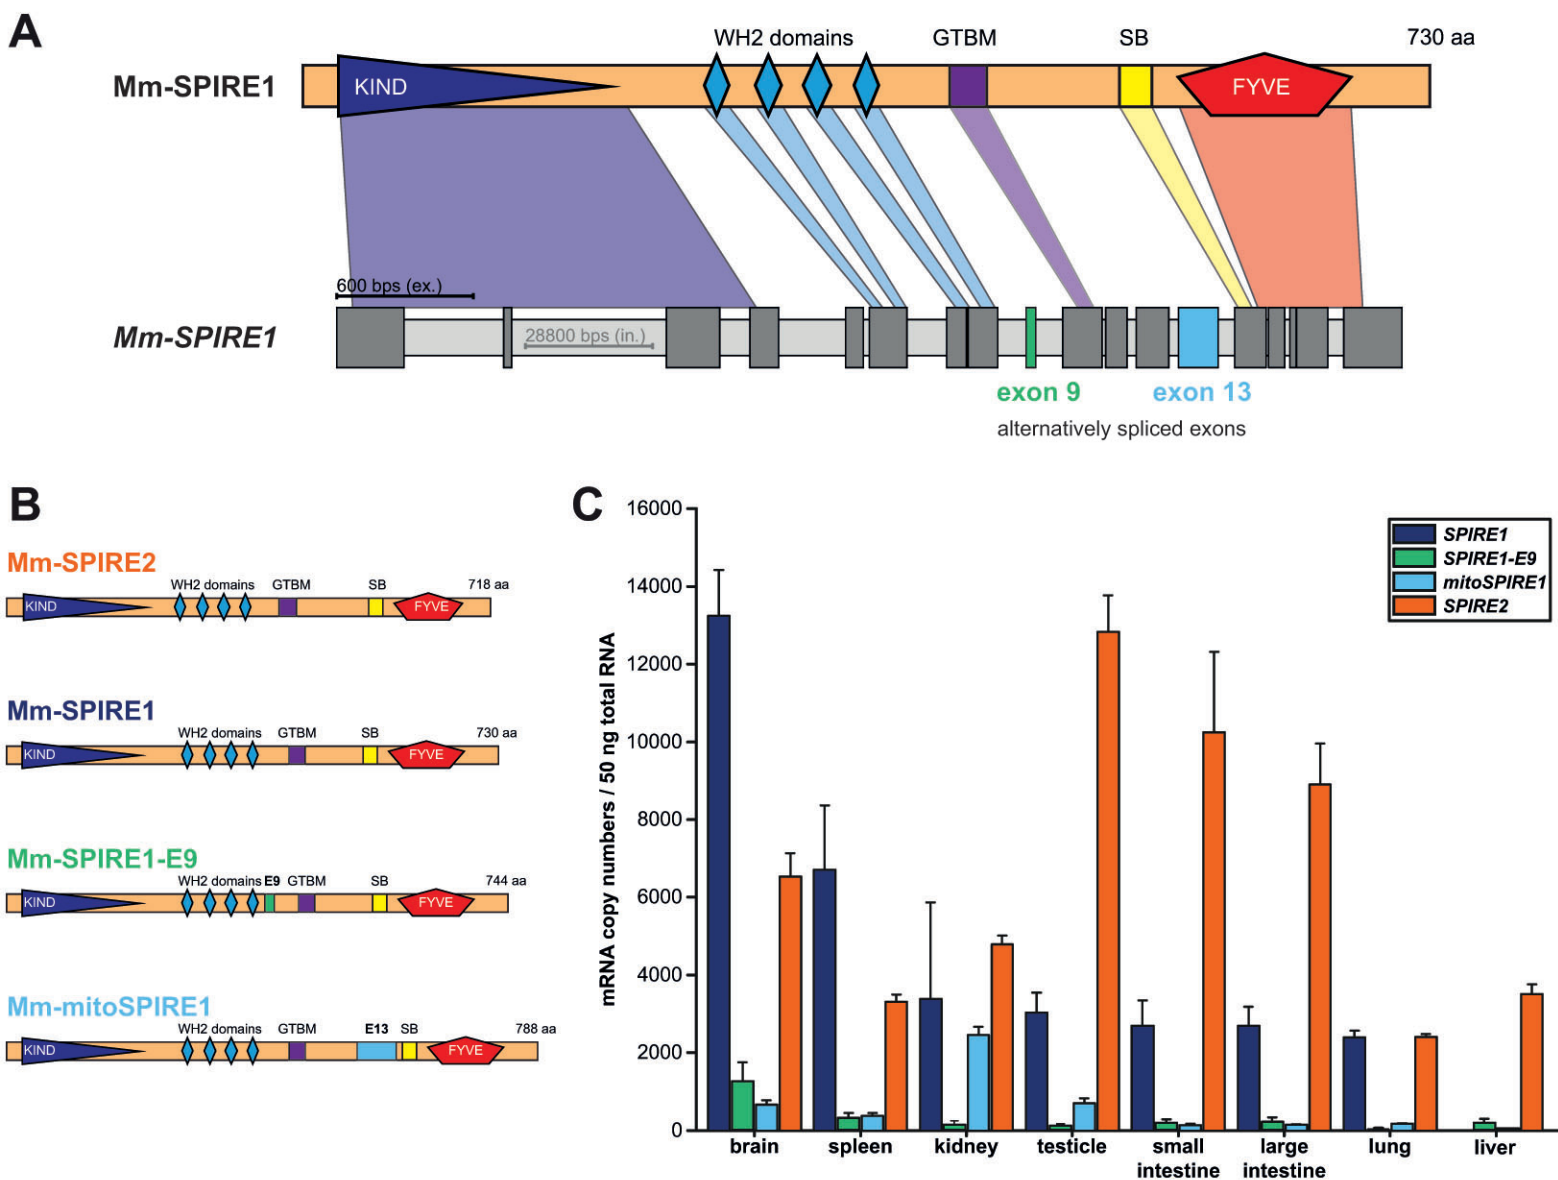 A
WH2 domains GTBM SB 730 aa
Mm-SPIRE1 KIND FYVE
600 bps (ex.)
Mm-SPIRE1 28800 bps (in.)
exon 9 exon 13
alternatively spliced exons
B
Mm-SPIRE2
WH2 domains GTBM SB 718 aa
KIND FYVE
Mm-SPIRE1
WH2 domains GTBM SB 730 aa
KIND FYVE
Mm-SPIRE1-E9
WH2 domains E9 GTBM SB 744 aa
KIND FYVE
Mm-mitoSPIRE1
WH2 domains GTBM E13 SB 788 aa
KIND FYVE
C
mRNA copy numbers / 50 ng total RNA
16000
14000
12000
10000
8000
6000
4000
2000
0
SPIRE1
SPIRE1-E9
mitoSPIRE1
SPIRE2
brain spleen kidney testicle small large lung liver
intestine intestine